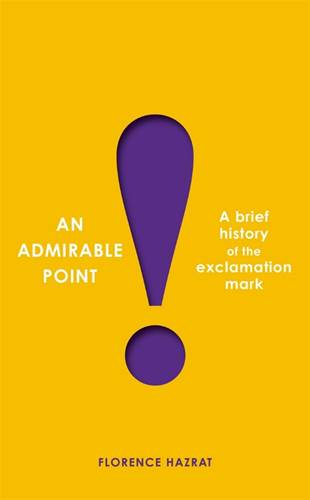 AN
ADMIRABLE
POINT
!
A brief
history
of the
exclamation
mark
FLORENCE HAZRAT